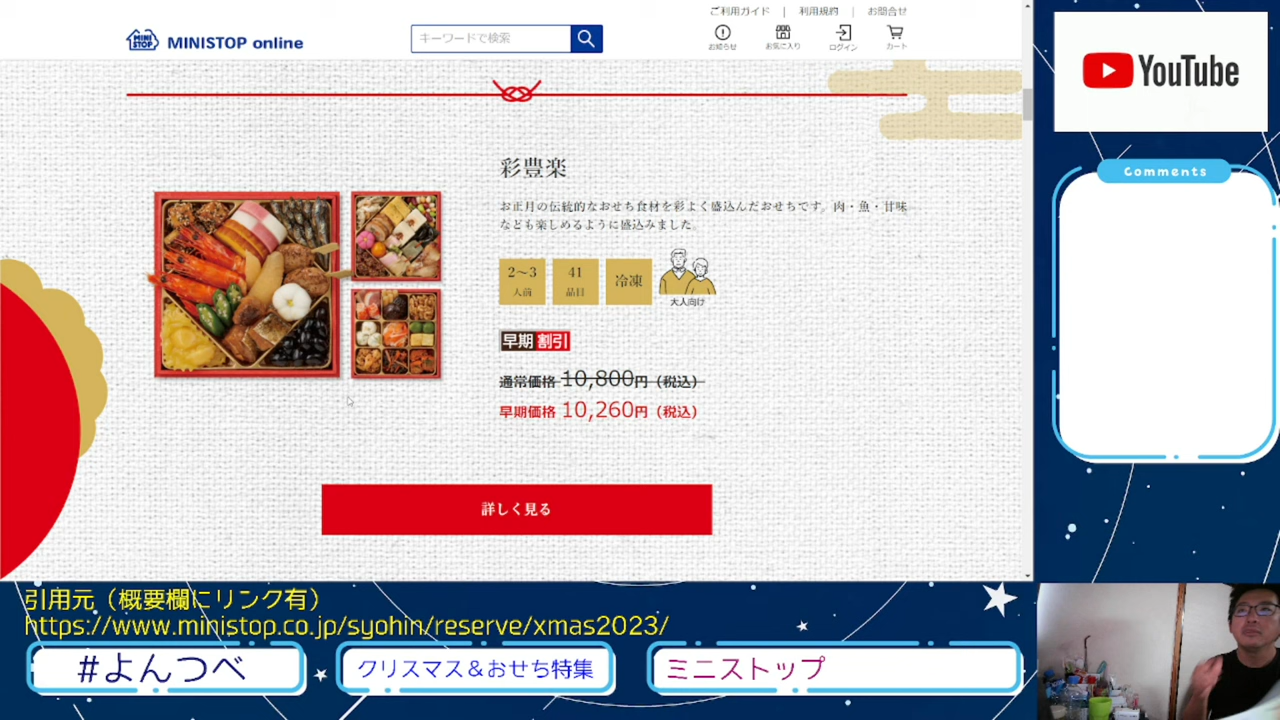 ご利用ガイド | 利用規約 | お問合せ
MINI STOP
MINISTOP online
キーワードで検索
お知らせ
お気に入り
ログイン
カート
彩豊楽
お正月の伝統的なおせち食材を彩よく盛込んだおせちです。肉・魚・甘味
なども楽しめるように盛込みました
2〜3
人前
41
品目
冷凍
大人向け
早期 割引
通常価格 10,800円（税込）
早期価格 10,260円（税込）
詳しく見る
YouTube
Comments
引用元（概要欄にリンク有）
https://www.ministop.co.jp/syohin/reserve/xmas2023/
#よんつべ
クリスマス＆おせち特集
ミニストップ